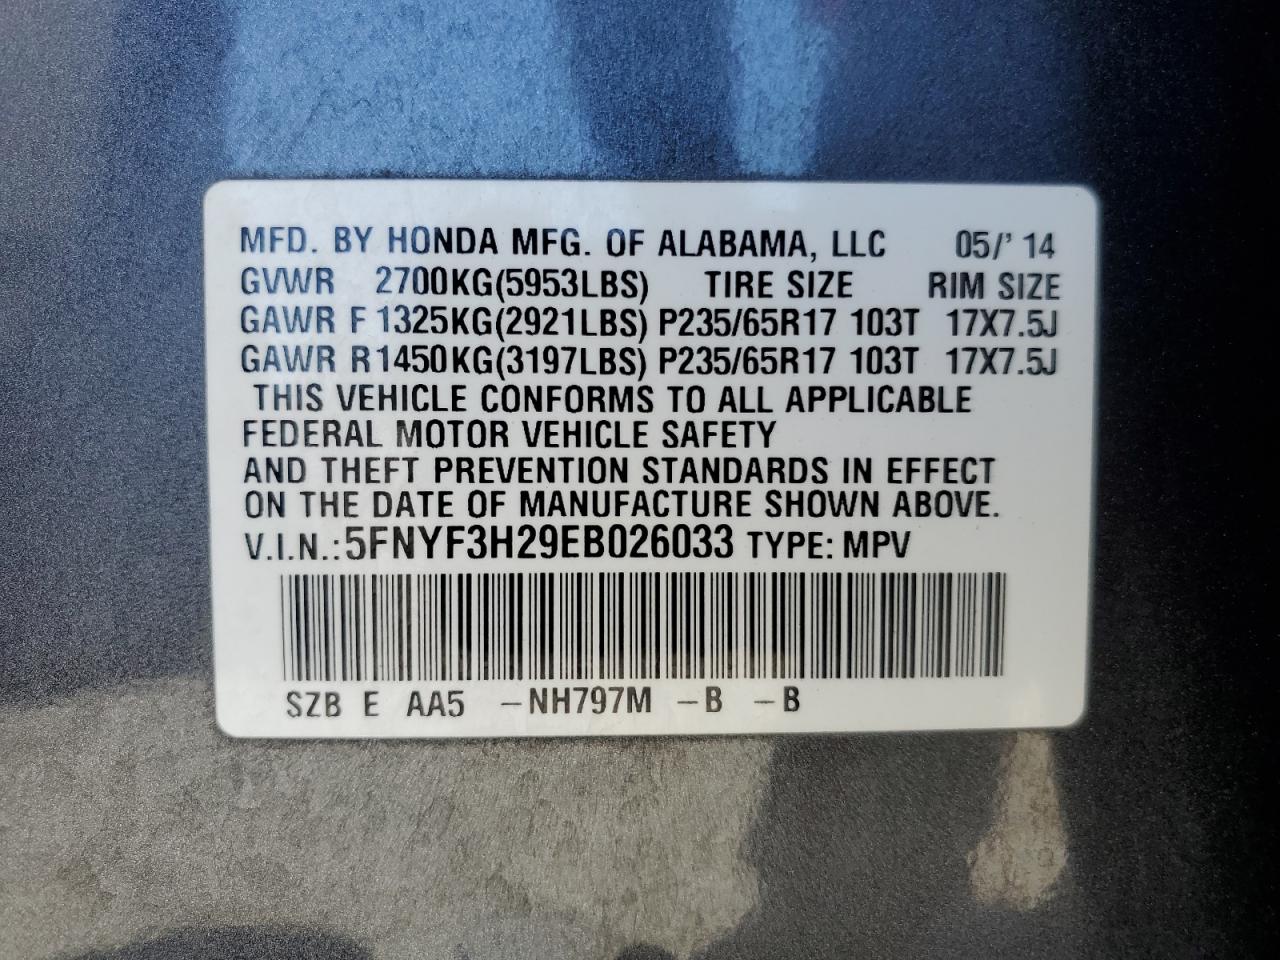 MFD. BY HONDA MFG. OF ALABAMA, LLC 05/'14
GVWR 2700KG(5953LBS) TIRE SIZE RIM SIZE
GAWR F 1325KG(2921LBS) P235/65R17 103T 17X7.5J
GAWR R1450KG(3197LBS) P235/65R17 103T 17X7.5J
THIS VEHICLE CONFORMS TO ALL APPLICABLE
FEDERAL MOTOR VEHICLE SAFETY
AND THEFT PREVENTION STANDARDS IN EFFECT
ON THE DATE OF MANUFACTURE SHOWN ABOVE.
V.I.N.:5FNYF3H29EB026033 TYPE: MPV
SZB E AA5 -NH797M -B -B